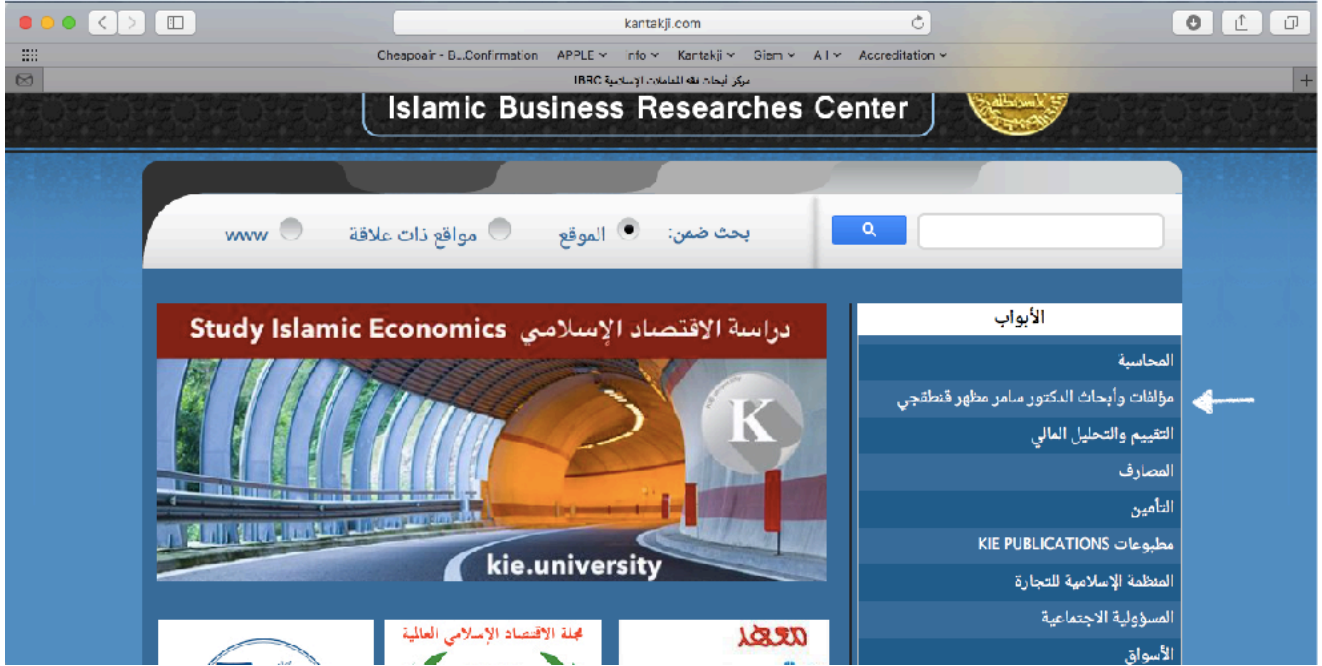 kantakji.com
Cheapoair - B...Confirmation APPLE Info Kantakji Giem All Accreditation
مركز أبحاث فقه المعاملات الإسلامية IBRC
Islamic Business Researches Center
بحث ضمن: الموقع مواقع ذات علاقة www
الأبواب
المحاسبة
مؤلفات وأبحاث الدكتور سامر مظهر قنطقجي
التقييم والتحليل المالي
المصارف
التأمين
مطبوعات KIE PUBLICATIONS
المنظمة الإسلامية للتجارة
المسؤولية الاجتماعية
الأسواق
دراسة الاقتصاد الإسلامي Study Islamic Economics
K
kie.university
معهد
مجلة الاقتصاد الإسلامي العالمية